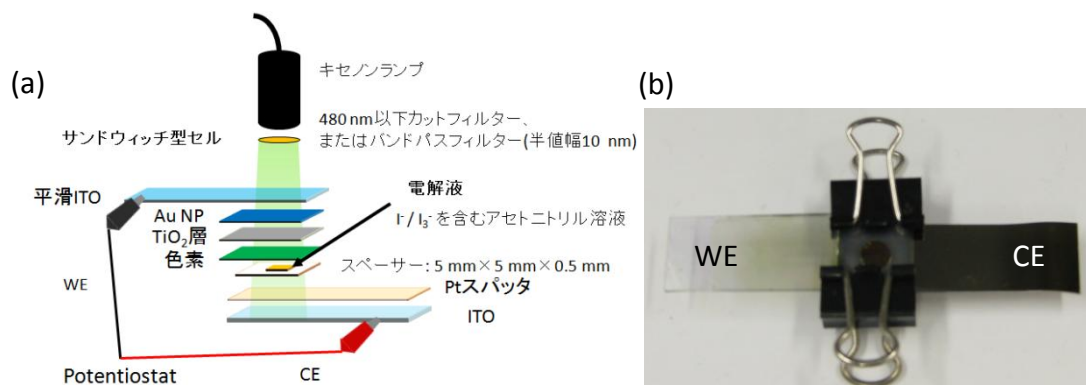 (a)
キセノンランプ
480 nm以下カットフィルター、
またはバンドパスフィルター(半値幅10 nm)
サンドウィッチ型セル
電解液
平滑ITO
Au NP
I⁻/ I₃⁻ を含むアセトニトリル溶液
TiO₂層
色素
スペーサー: 5 mm×5 mm×0.5 mm
WE
Ptスパッタ
ITO
Potentiostat
CE
(b)
WE
CE